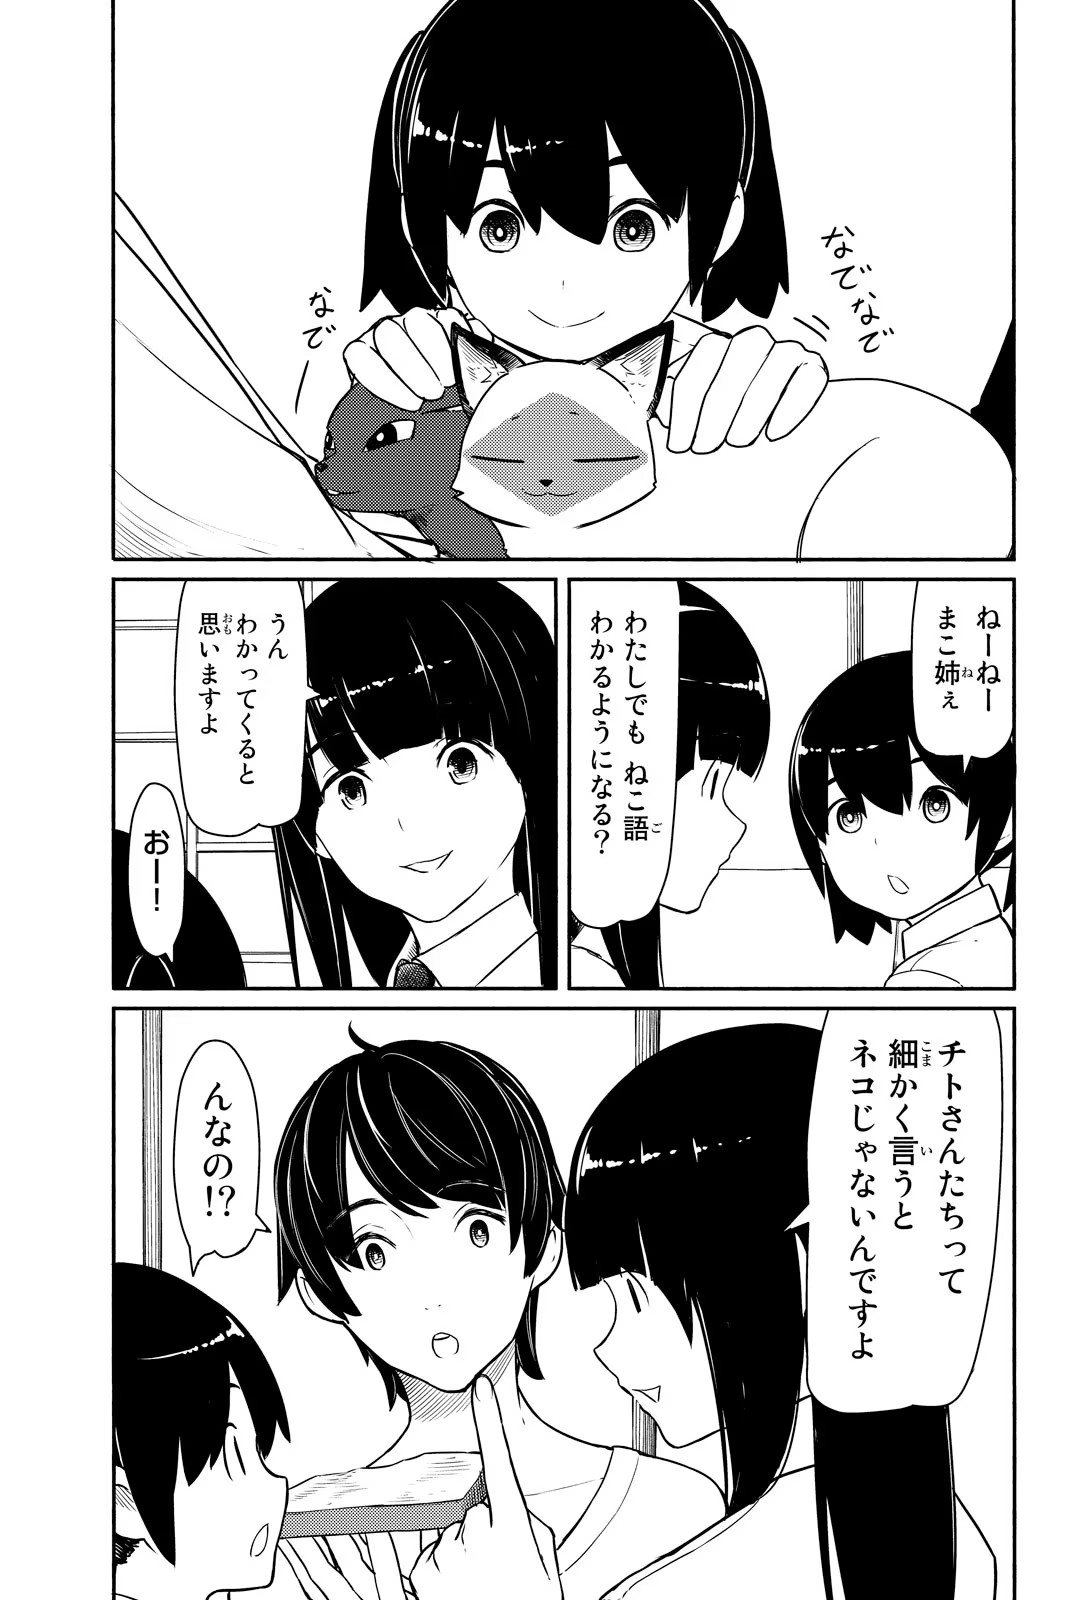 なでなで
なで
ねーねー
まこ姉ぇ
わたしでも ねこ語
わかるようになる?
うん
わかってくると
思いますよ
おー!
チトさんたちって
細かく言うと
ネコじゃないんですよ
んなの!?